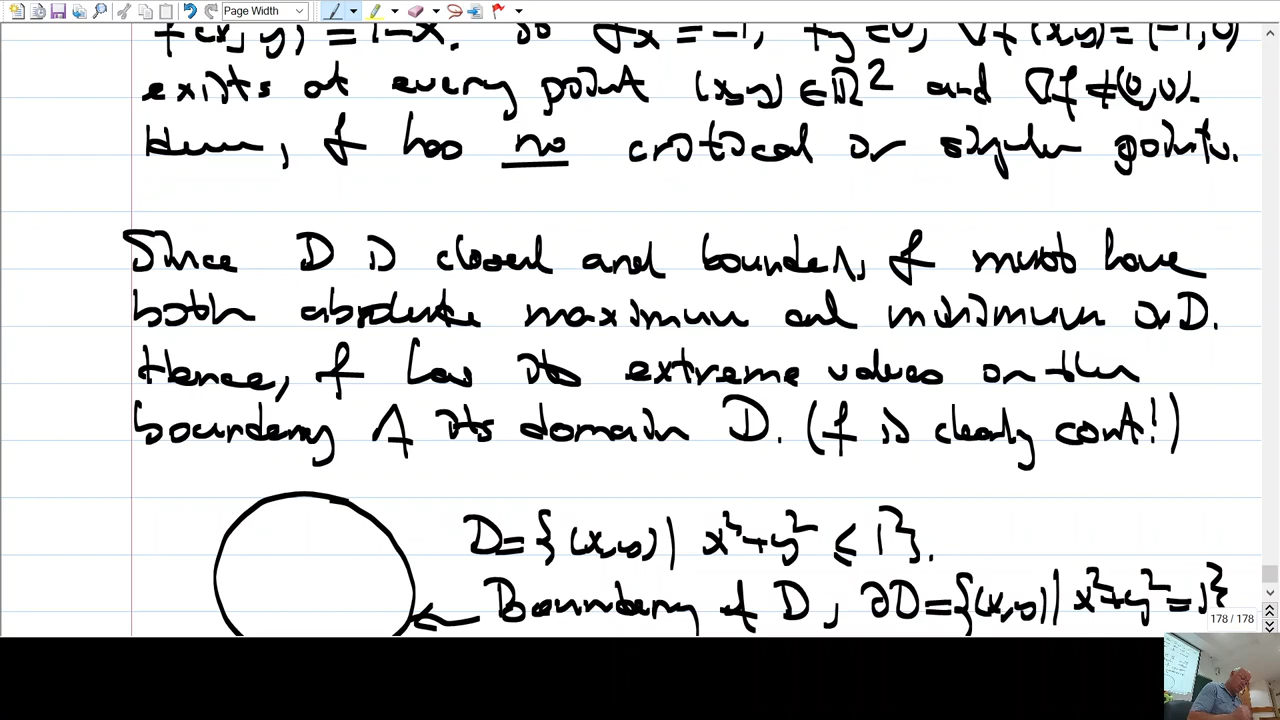 Page Width
f(x,y) = 1-x. So fx = -1, fy = 0, ∇f(x,y) = (-1,0)
exists at every point (x,y) ∈ ℝ² and ∇f ≠ (0,0).
Hence, f has no critical or singular points.
Since D is closed and bounded, f must have
both absolute maximum and minimum on D.
Hence, f has its extreme values on the
boundary of its domain D. (f is clearly cont!)
D = {(x,y) | x²+y² ≤ 1}.
Boundary of D, ∂D = {(x,y) | x²+y² = 1}
178 / 178